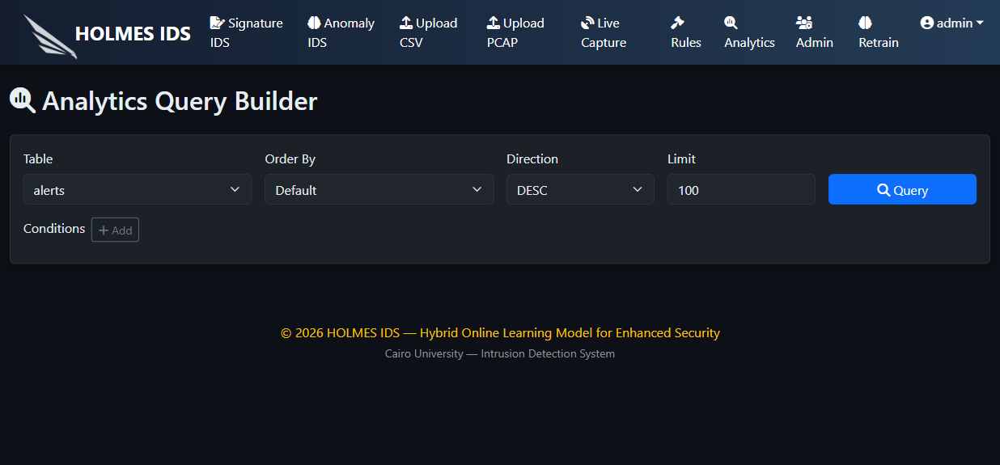 HOLMES IDS
Signature IDS
Anomaly IDS
Upload CSV
Upload PCAP
Live Capture
Rules
Analytics
Admin
Retrain
admin
Analytics Query Builder
Table
Order By
Direction
Limit
alerts
Default
DESC
100
Query
Conditions
Add
© 2026 HOLMES IDS — Hybrid Online Learning Model for Enhanced Security
Cairo University — Intrusion Detection System